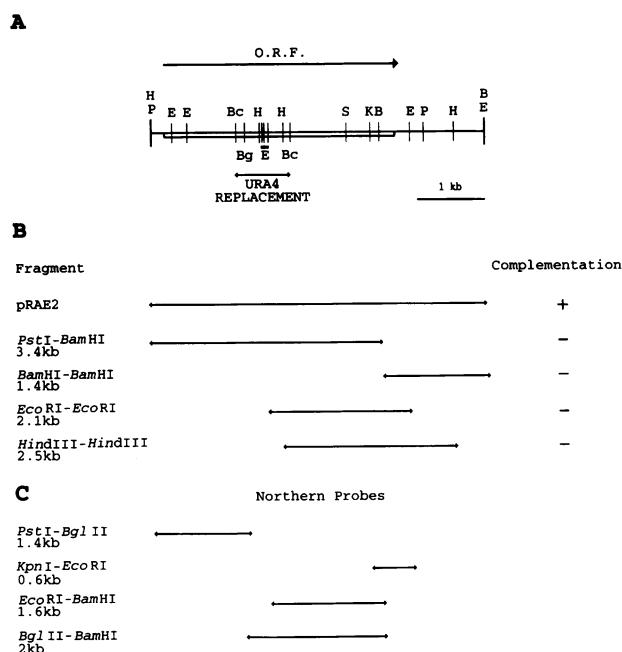 A
O.R.F.
H B
P E E Bc H H S K B E P H E
Bg E Bc
URA4
REPLACEMENT
1 kb
B
Fragment Complementation
pRAE2 +
PstI-BamHI −
3.4kb
BamHI-BamHI −
1.4kb
EcoRI-EcoRI −
2.1kb
HindIII-HindIII −
2.5kb
C Northern Probes
PstI-Bgl II
1.4kb
KpnI-EcoRI
0.6kb
EcoRI-BamHI
1.6kb
Bgl II-BamHI
2kb